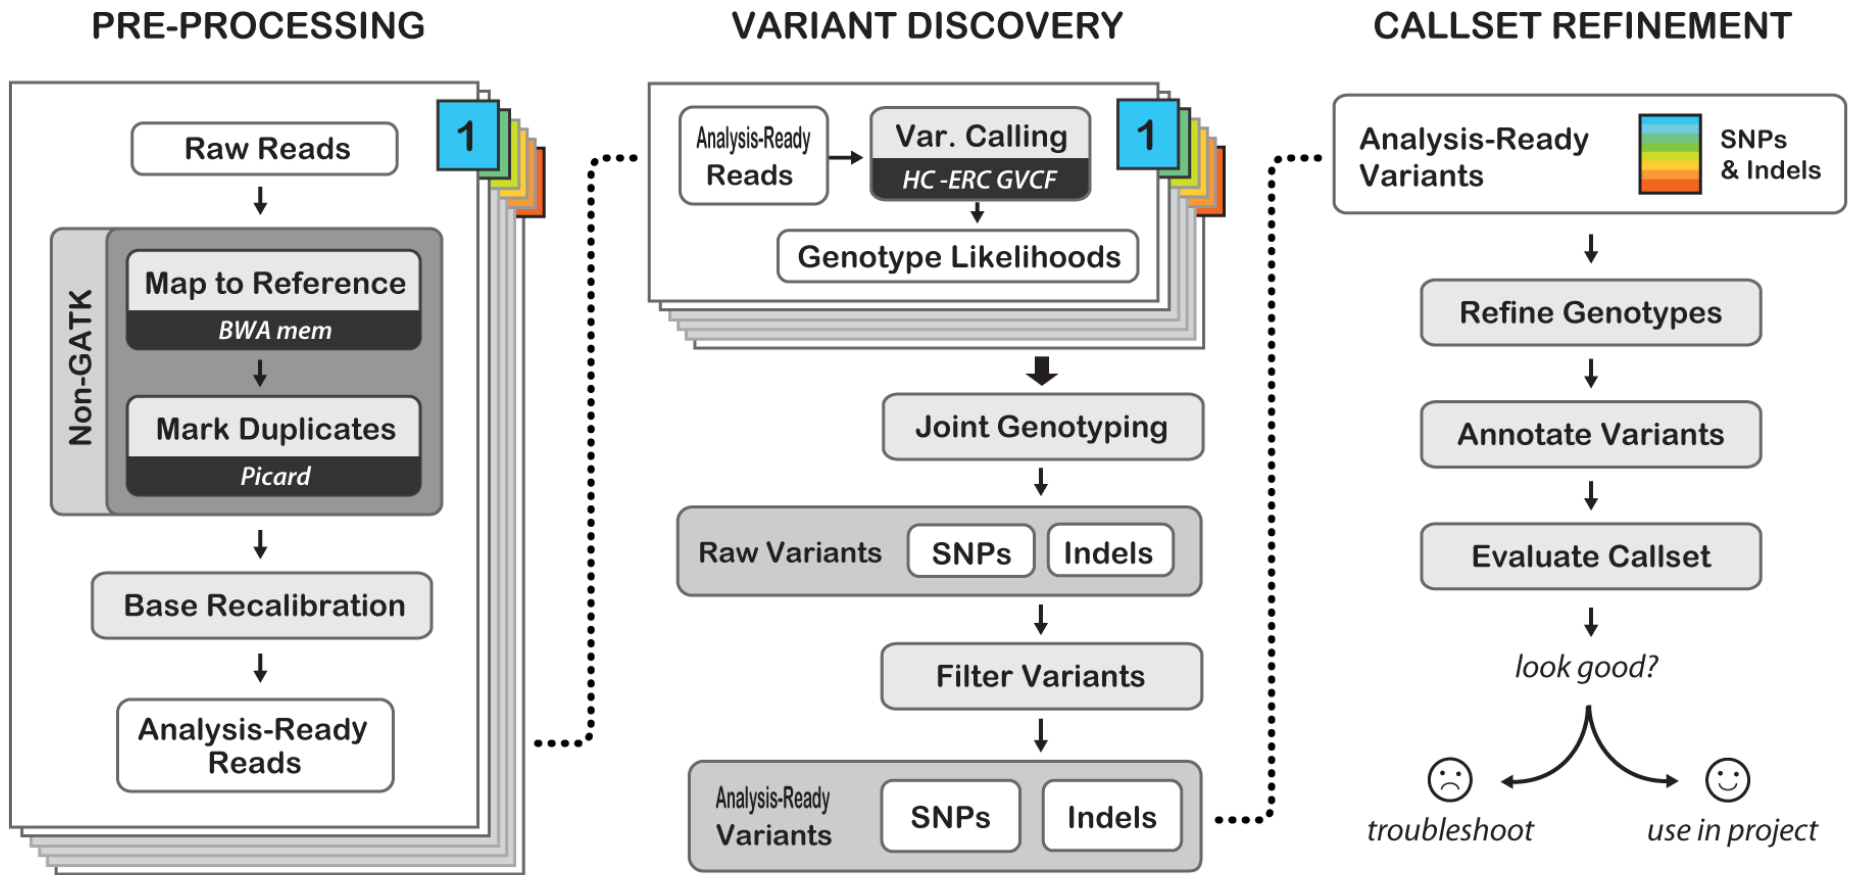 PRE-PROCESSING
Raw Reads
1
Non-GATK
Map to Reference
BWA mem
Mark Duplicates
Picard
Base Recalibration
Analysis-Ready
Reads
VARIANT DISCOVERY
Analysis-Ready
Reads
Var. Calling
HC -ERC GVCF
1
Genotype Likelihoods
Joint Genotyping
Raw Variants
SNPs
Indels
Filter Variants
Analysis-Ready
Variants
SNPs
Indels
CALLSET REFINEMENT
Analysis-Ready
Variants
SNPs
& Indels
Refine Genotypes
Annotate Variants
Evaluate Callset
look good?
troubleshoot
use in project